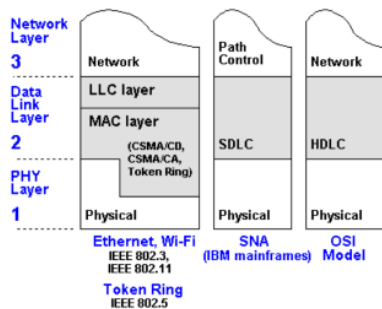 Network
Layer
3
Data
Link
Layer
2
PHY
Layer
1
Network
LLC layer
MAC layer
(CSMA/CD,
CSMA/CA,
Token Ring)
Physical
Ethernet, Wi-Fi
IEEE 802.3,
IEEE 802.11
Token Ring
IEEE 802.5
Path
Control
SDLC
Physical
SNA
(IBM mainframes)
Network
HDLC
Physical
OSI
Model